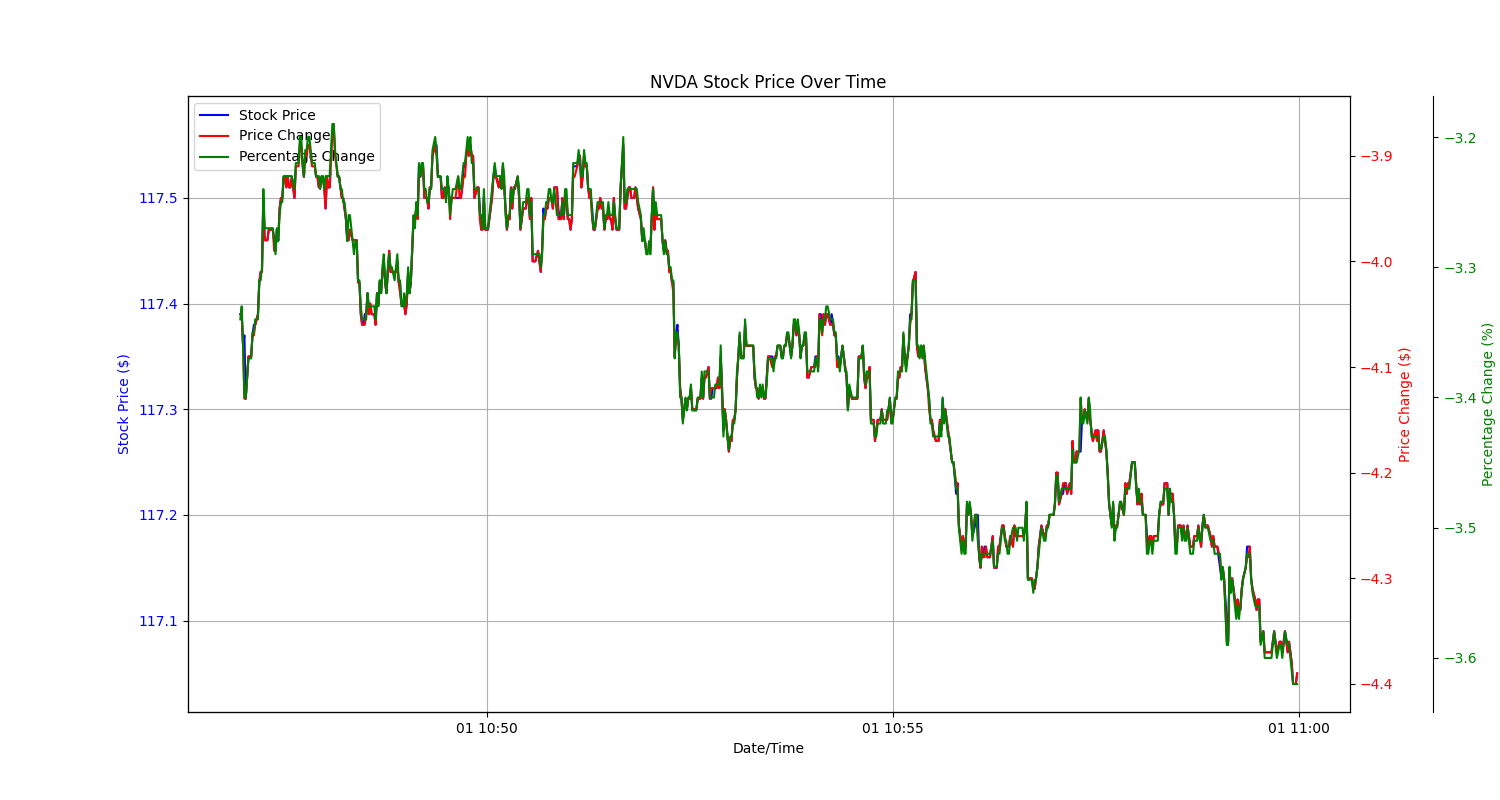 NVDA Stock Price Over Time
Stock Price
Price Change
Percentage Change
117.5
117.4
117.3
117.2
117.1
Stock Price ($)
−3.9
−4.0
−4.1
−4.2
−4.3
−4.4
Price Change ($)
−3.2
−3.3
−3.4
−3.5
−3.6
Percentage Change (%)
01 10:50
01 10:55
01 11:00
Date/Time